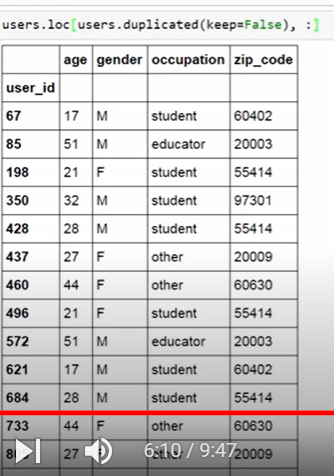 users.loc[users.duplicated(keep=False), :]
age gender occupation zip_code
user_id
67 17 M student 60402
85 51 M educator 20003
198 21 F student 55414
350 32 M student 97301
428 28 M student 55414
437 27 F other 20009
460 44 F other 60630
496 21 F student 55414
572 51 M educator 20003
621 17 M student 60402
684 28 M student 55414
733 44 F other 60630
27 F 20009
6:10 / 9:47